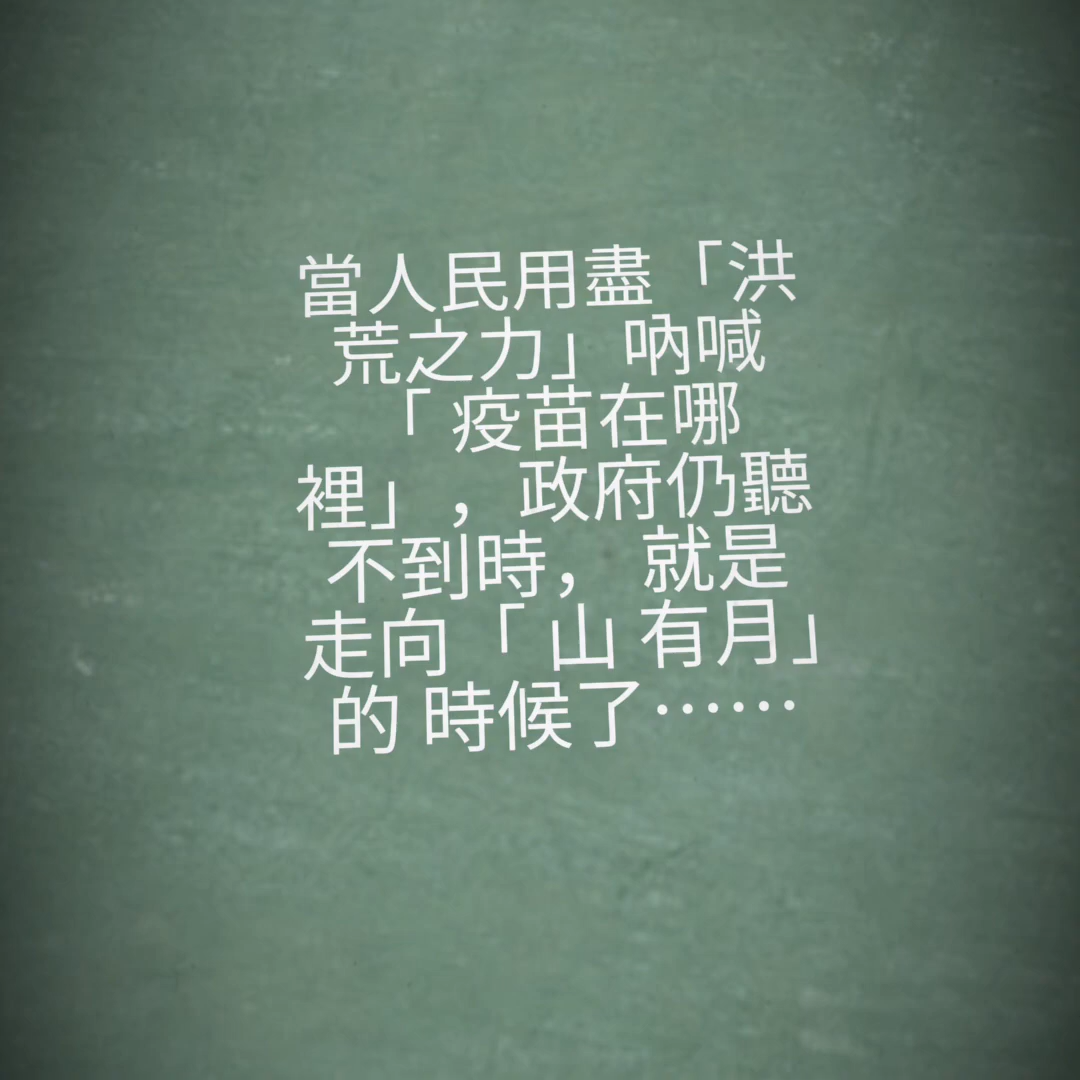 當人民用盡「洪
荒之力」吶喊
「 疫苗在哪
裡」, 政府仍聽
不到時, 就是
走向「 山 有月」
的 時候了……